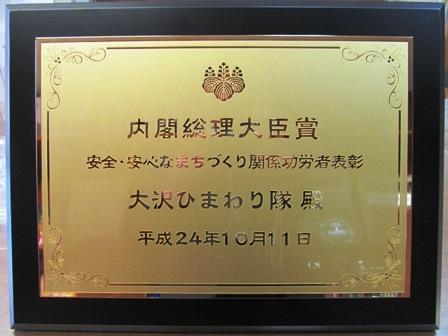 内閣総理大臣賞
安全・安心なまちづくり関係功労者表彰
大沢ひまわり隊 殿
平成24年10月11日